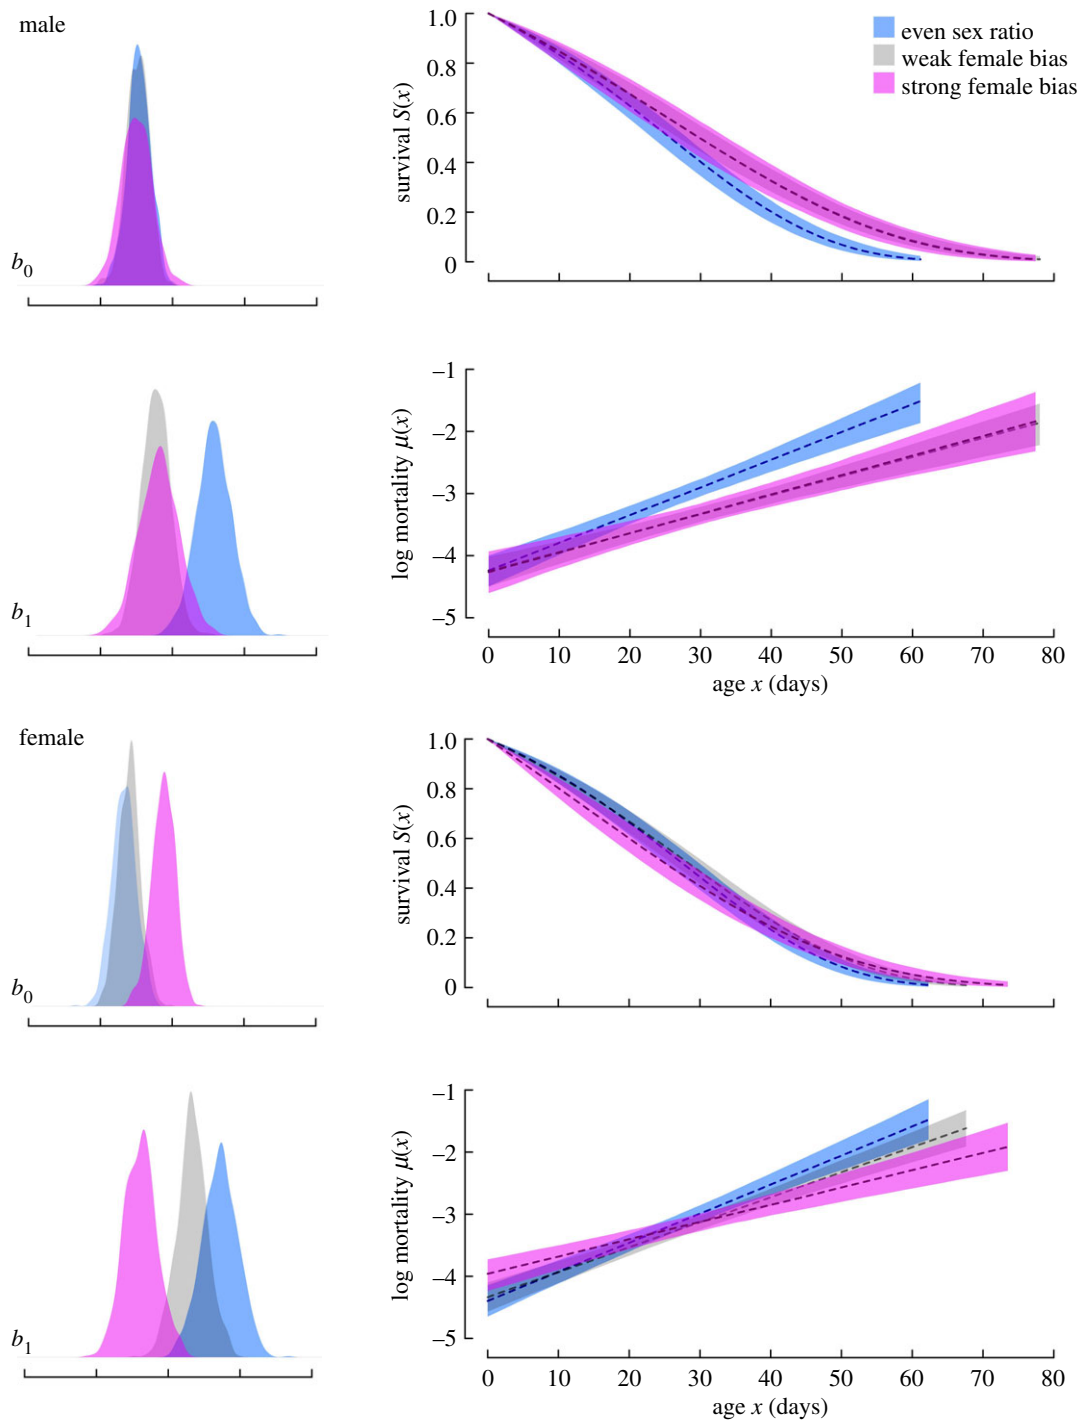 male
even sex ratio
weak female bias
strong female bias
survival S(x)
1.0
0.8
0.6
0.4
0.2
0
b0
log mortality μ(x)
–1
–2
–3
–4
–5
b1
0 10 20 30 40 50 60 70 80
age x (days)
female
survival S(x)
1.0
0.8
0.6
0.4
0.2
0
b0
log mortality μ(x)
–1
–2
–3
–4
–5
b1
0 10 20 30 40 50 60 70 80
age x (days)